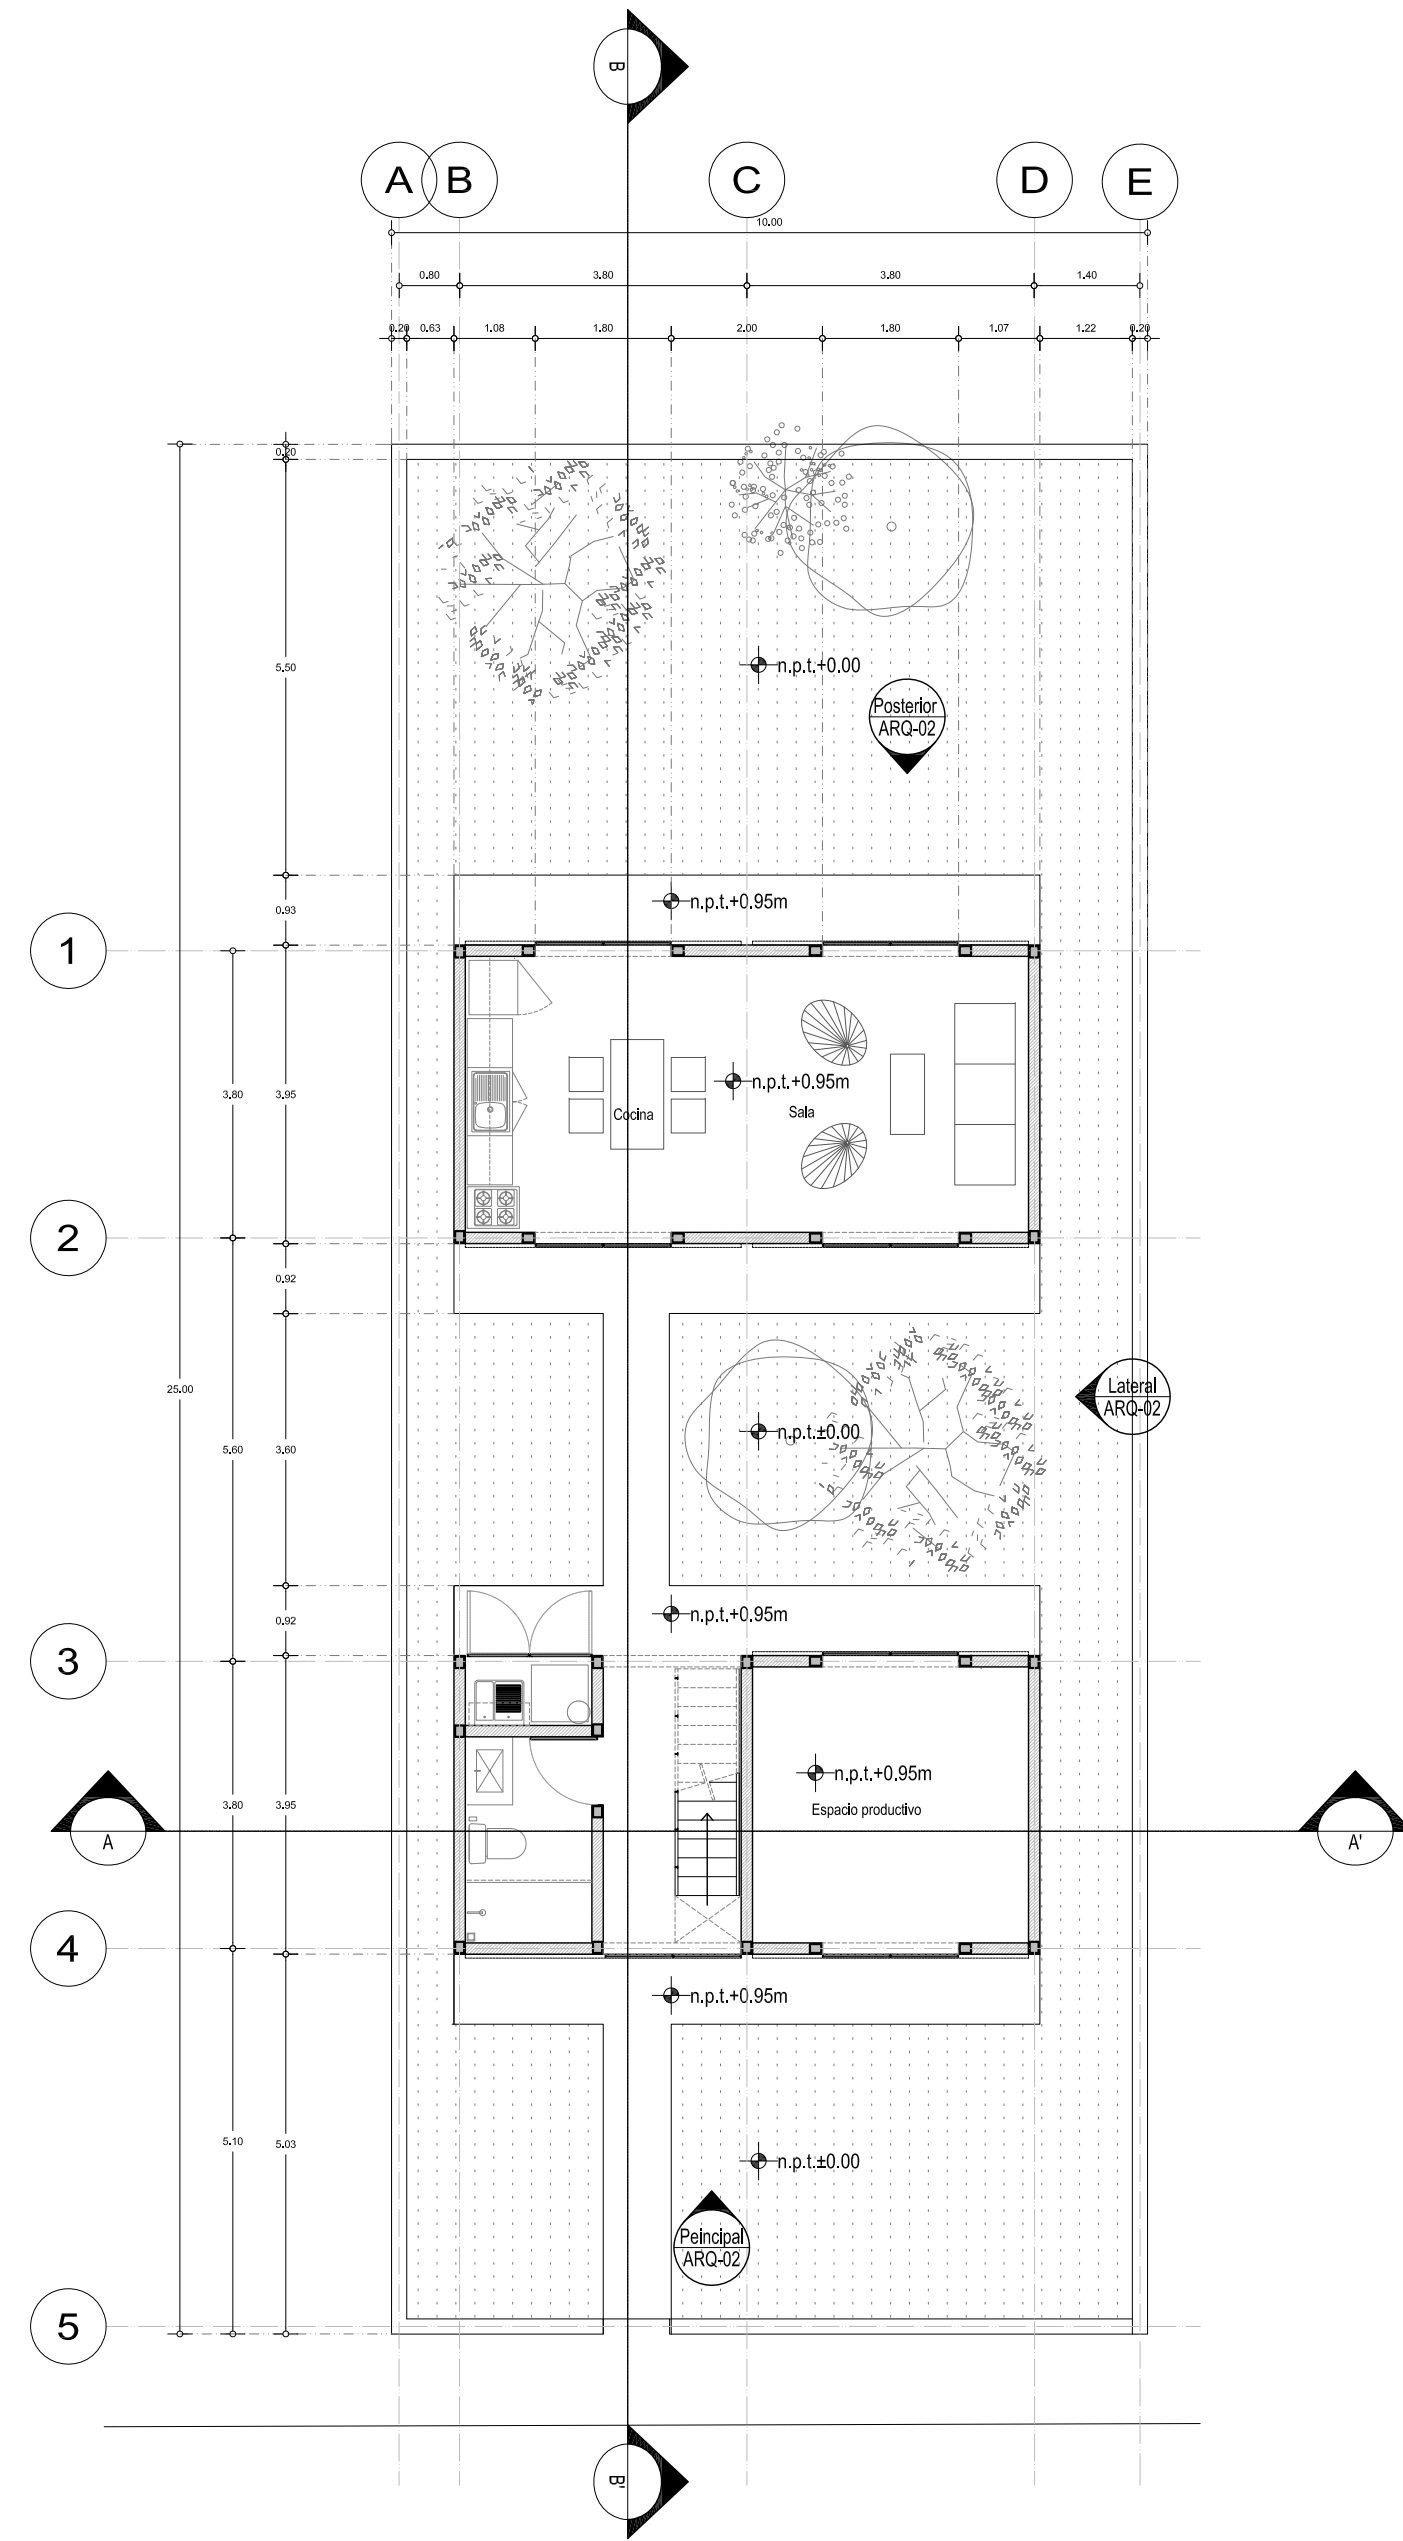 B
A B C D E
10.00
0.80 3.80 3.80 1.40
0.20 0.63 1.08 1.80 2.00 1.80 1.07 1.22 0.20
0.20
5.50
n.p.t.+0.00
Posterior
ARQ-02
n.p.t.+0.95m
0.93
1
n.p.t.+0.95m
3.80 3.95
Cocina Sala
2
0.92
25.00
Lateral
ARQ-02
n.p.t.±0.00
5.60 3.60
n.p.t.+0.95m
0.92
3
n.p.t.+0.95m
3.80 3.95
Espacio productivo
A A'
4
n.p.t.+0.95m
5.10 5.03
n.p.t.±0.00
Peincipal
ARQ-02
5
B'